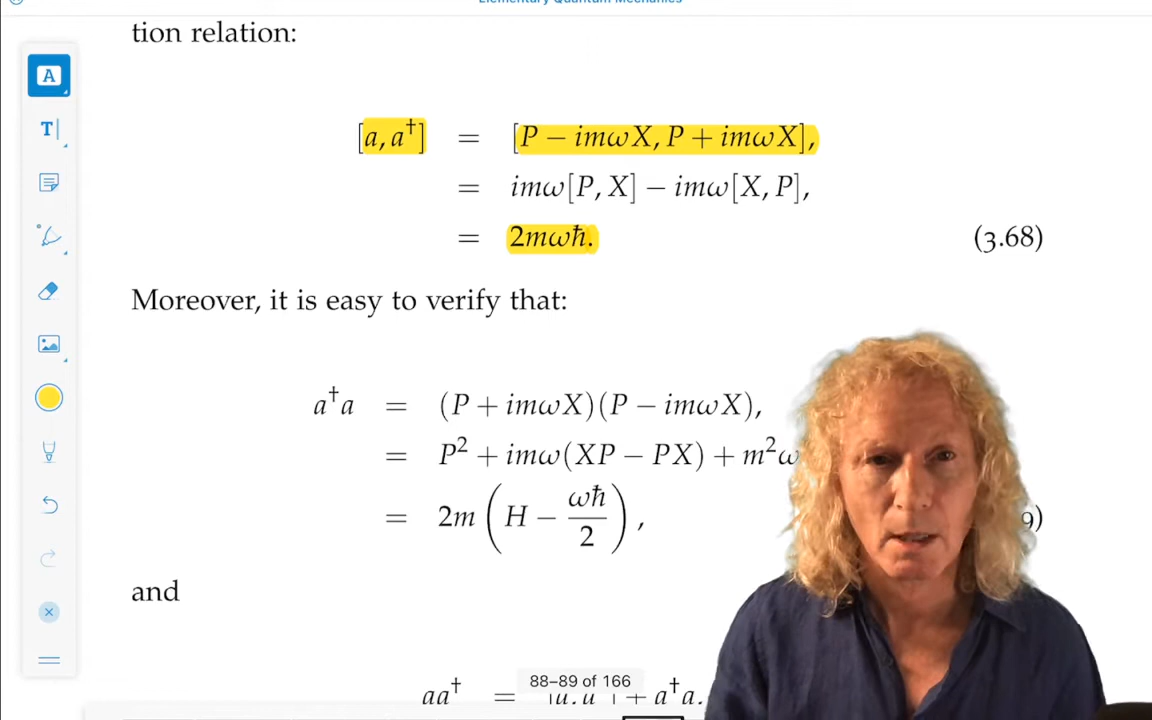 Elementary Quantum Mechanics
tion relation:
[a, a†] = [P − imωX, P + imωX],
= imω[P, X] − imω[X, P],
= 2mωħ. (3.68)
Moreover, it is easy to verify that:
a†a = (P + imωX)(P − imωX),
= P² + imω(XP − PX) + m²ω
= 2m (H − ωħ/2), 9)
and
88–89 of 166
aa† = + a†a.
A
T